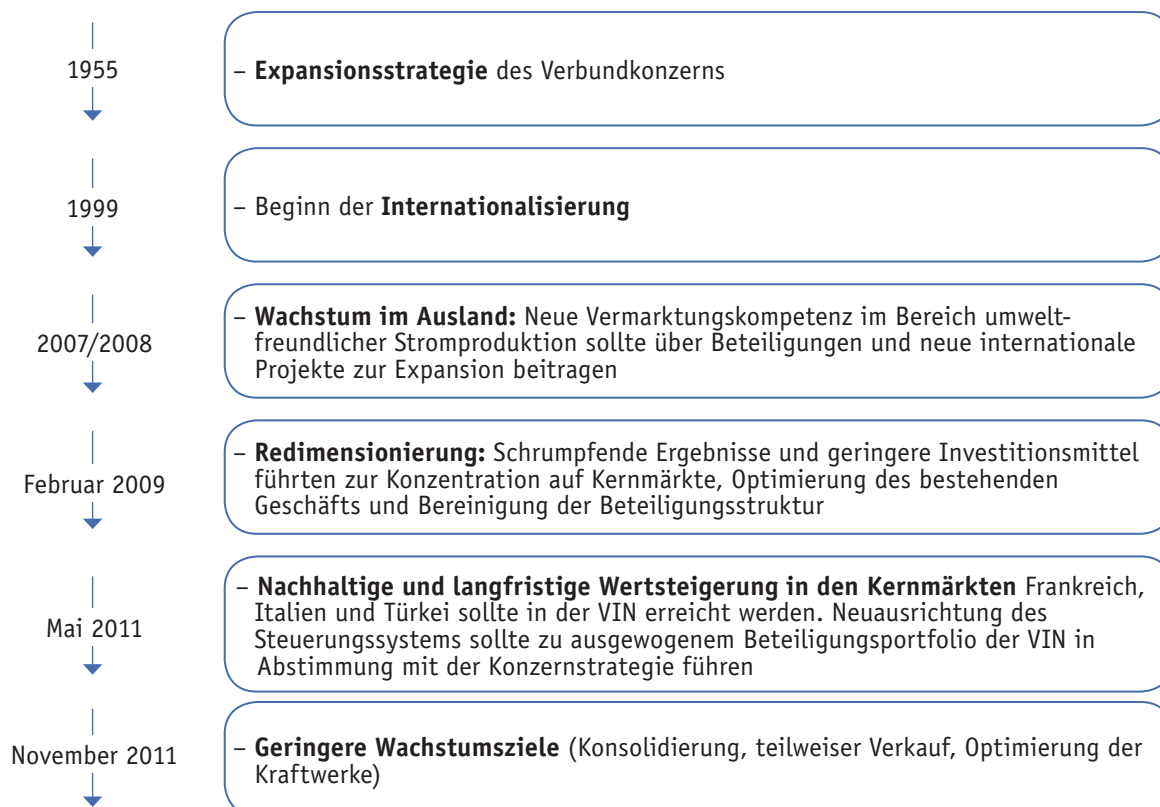 1955
– Expansionsstrategie des Verbundkonzerns
1999
– Beginn der Internationalisierung
2007/2008
– Wachstum im Ausland: Neue Vermarktungskompetenz im Bereich umwelt-
freundlicher Stromproduktion sollte über Beteiligungen und neue internationale
Projekte zur Expansion beitragen
Februar 2009
– Redimensionierung: Schrumpfende Ergebnisse und geringere Investitionsmittel
führten zur Konzentration auf Kernmärkte, Optimierung des bestehenden
Geschäfts und Bereinigung der Beteiligungsstruktur
Mai 2011
– Nachhaltige und langfristige Wertsteigerung in den Kernmärkten Frankreich,
Italien und Türkei sollte in der VIN erreicht werden. Neuausrichtung des
Steuerungssystems sollte zu ausgewogenem Beteiligungsportfolio der VIN in
Abstimmung mit der Konzernstrategie führen
November 2011
– Geringere Wachstumsziele (Konsolidierung, teilweiser Verkauf, Optimierung der
Kraftwerke)